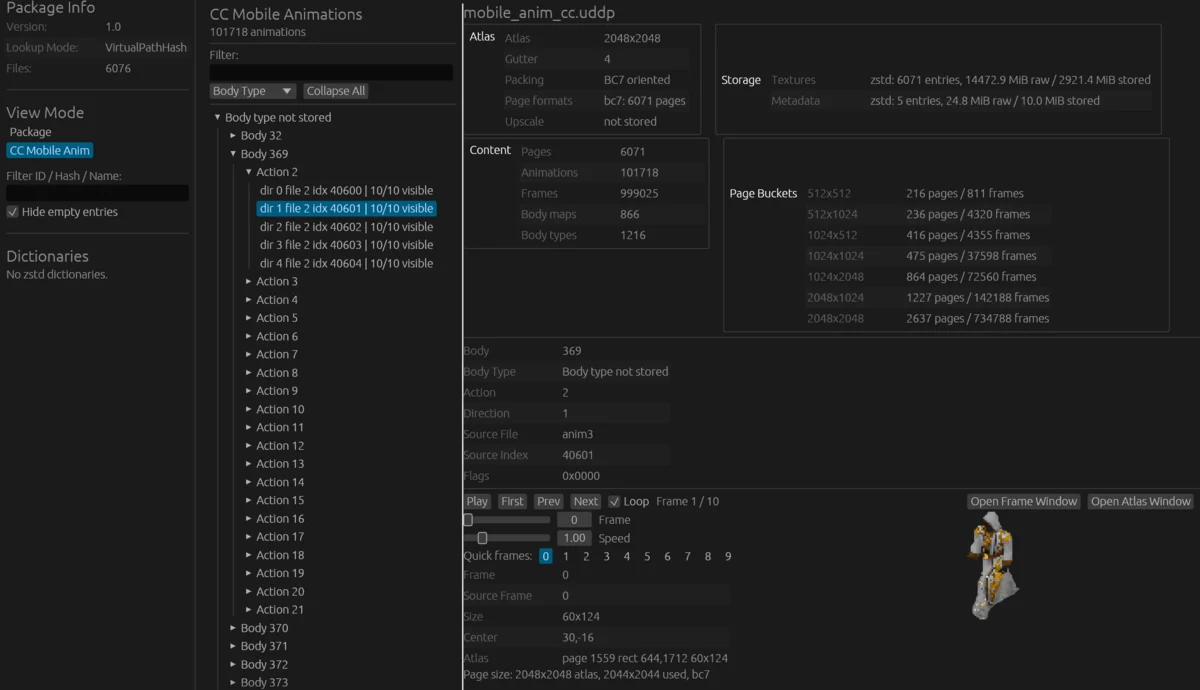 Package Info
Version: 1.0
Lookup Mode: VirtualPathHash
Files: 6076
View Mode
Package
CC Mobile Anim
Filter ID / Hash / Name:
Hide empty entries
Dictionaries
No zstd dictionaries.
CC Mobile Animations
101718 animations
Filter:
Body Type Collapse All
Body type not stored
Body 32
Body 369
Action 2
dir 0 file 2 idx 40600 | 10/10 visible
dir 1 file 2 idx 40601 | 10/10 visible
dir 2 file 2 idx 40602 | 10/10 visible
dir 3 file 2 idx 40603 | 10/10 visible
dir 4 file 2 idx 40604 | 10/10 visible
Action 3
Action 4
Action 5
Action 6
Action 7
Action 8
Action 9
Action 10
Action 11
Action 12
Action 13
Action 14
Action 15
Action 16
Action 17
Action 18
Action 19
Action 20
Action 21
Body 370
Body 371
Body 372
Body 373
mobile_anim_cc.uddp
Atlas Atlas 2048x2048
Gutter 4
Packing BC7 oriented
Page formats bc7: 6071 pages
Upscale not stored
Storage Textures zstd: 6071 entries, 14472.9 MiB raw / 2921.4 MiB stored
Metadata zstd: 5 entries, 24.8 MiB raw / 10.0 MiB stored
Content Pages 6071
Animations 101718
Frames 999025
Body maps 866
Body types 1216
Page Buckets 512x512 216 pages / 811 frames
512x1024 236 pages / 4320 frames
1024x512 416 pages / 4355 frames
1024x1024 475 pages / 37598 frames
1024x2048 864 pages / 72560 frames
2048x1024 1227 pages / 142188 frames
2048x2048 2637 pages / 734788 frames
Body 369
Body Type Body type not stored
Action 2
Direction 1
Source File anim3
Source Index 40601
Flags 0x0000
Play First Prev Next Loop Frame 1 / 10
Open Frame Window Open Atlas Window
0 Frame
1.00 Speed
Quick frames: 0 1 2 3 4 5 6 7 8 9
Frame 0
Source Frame 0
Size 60x124
Center 30,-16
Atlas page 1559 rect 644,1712 60x124
Page size: 2048x2048 atlas, 2044x2044 used, bc7